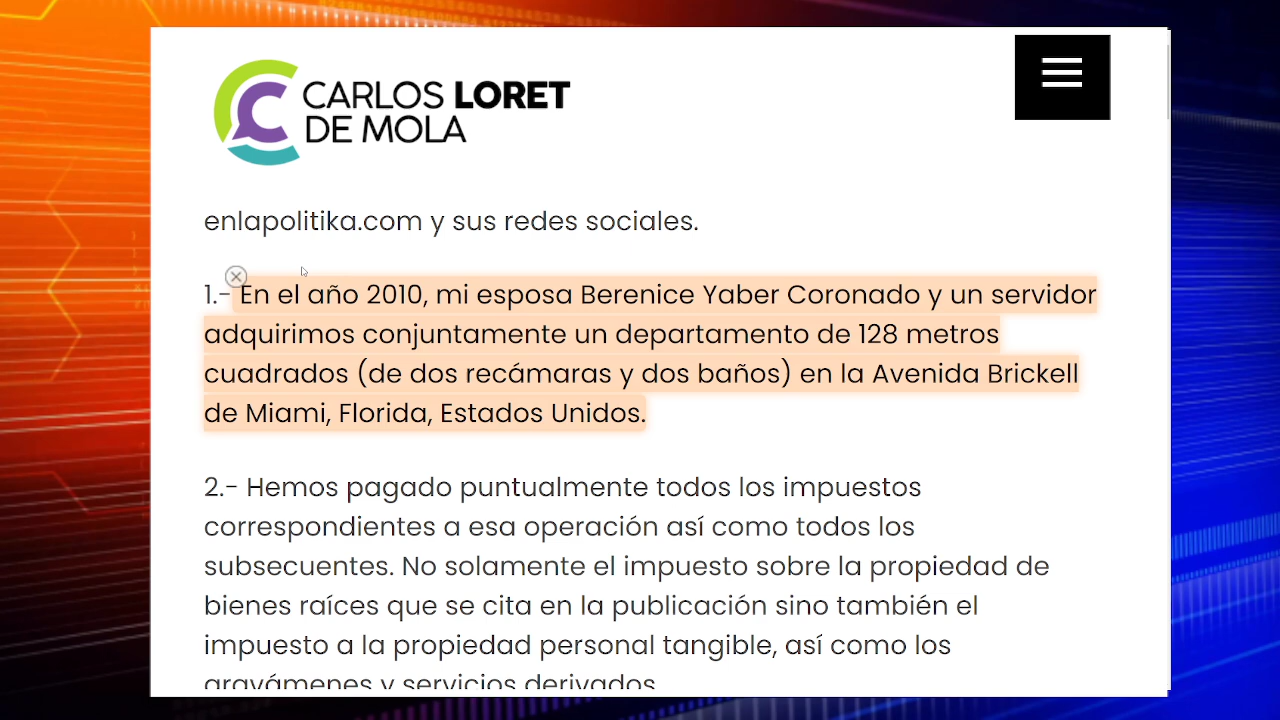 CARLOS LORET
DE MOLA
enlapolitika.com y sus redes sociales.
1.- En el año 2010, mi esposa Berenice Yaber Coronado y un servidor
adquirimos conjuntamente un departamento de 128 metros
cuadrados (de dos recámaras y dos baños) en la Avenida Brickell
de Miami, Florida, Estados Unidos.
2.- Hemos pagado puntualmente todos los impuestos
correspondientes a esa operación así como todos los
subsecuentes. No solamente el impuesto sobre la propiedad de
bienes raíces que se cita en la publicación sino también el
impuesto a la propiedad personal tangible, así como los
gravámenes y servicios derivados